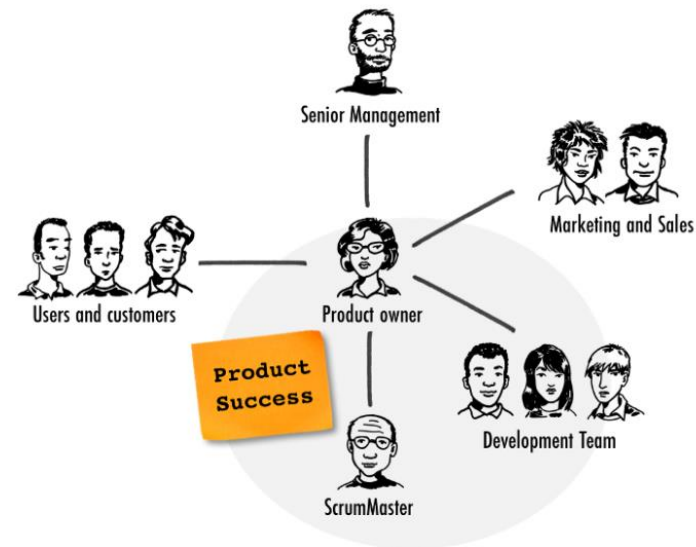 Senior Management
Marketing and Sales
Users and customers
Product owner
Product
Success
Development Team
ScrumMaster